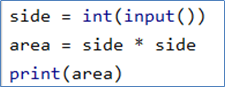 side = int(input())
area = side * side
print(area)